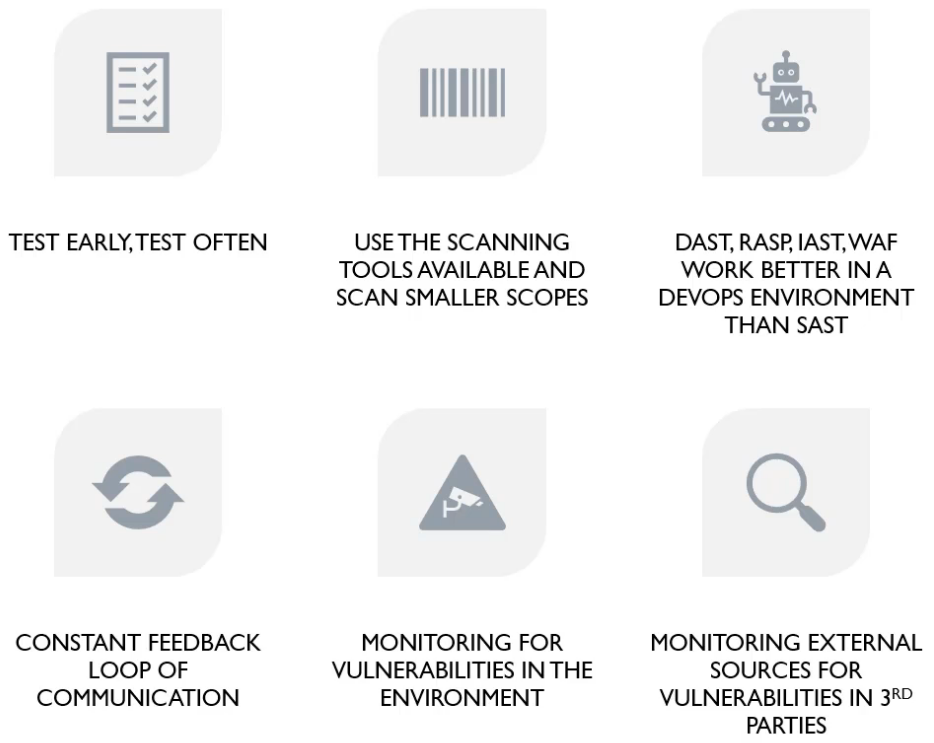 TEST EARLY, TEST OFTEN
USE THE SCANNING
TOOLS AVAILABLE AND
SCAN SMALLER SCOPES
DAST, RASP, IAST, WAF
WORK BETTER IN A
DEVOPS ENVIRONMENT
THAN SAST
CONSTANT FEEDBACK
LOOP OF
COMMUNICATION
MONITORING FOR
VULNERABILITIES IN THE
ENVIRONMENT
MONITORING EXTERNAL
SOURCES FOR
VULNERABILITIES IN 3RD
PARTIES